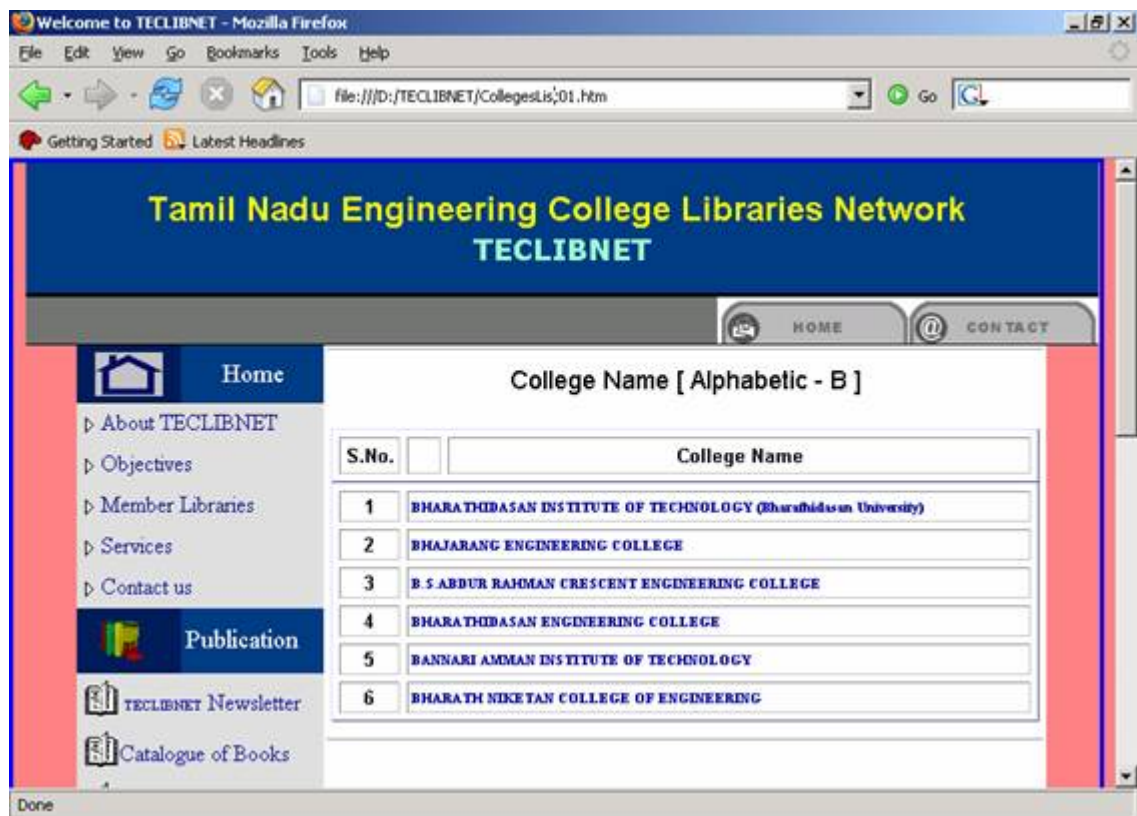 Welcome to TECLIBNET - Mozilla Firefox
File Edit View Go Bookmarks Tools Help
file:///D:/TECLIBNET/CollegesLis;01.htm Go G
Getting Started Latest Headlines
Tamil Nadu Engineering College Libraries Network
TECLIBNET
HOME CONTACT
Home
About TECLIBNET
Objectives
Member Libraries
Services
Contact us
Publication
TECLIBNET Newsletter
Catalogue of Books
College Name [ Alphabetic - B ]
S.No. College Name
1 BHARATHIDASAN INSTITUTE OF TECHNOLOGY (Bharathidasan University)
2 BHAJARANG ENGINEERING COLLEGE
3 B.S.ABDUR RAHMAN CRESCENT ENGINEERING COLLEGE
4 BHARATHIDASAN ENGINEERING COLLEGE
5 BANNARI AMMAN INSTITUTE OF TECHNOLOGY
6 BHARATH NIKETAN COLLEGE OF ENGINEERING
Done